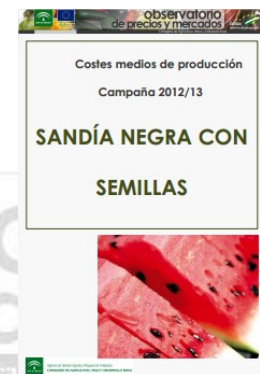 observatorio
de precios y mercados
Costes medios de producción
Campaña 2012/13
SANDÍA NEGRA CON
SEMILLAS